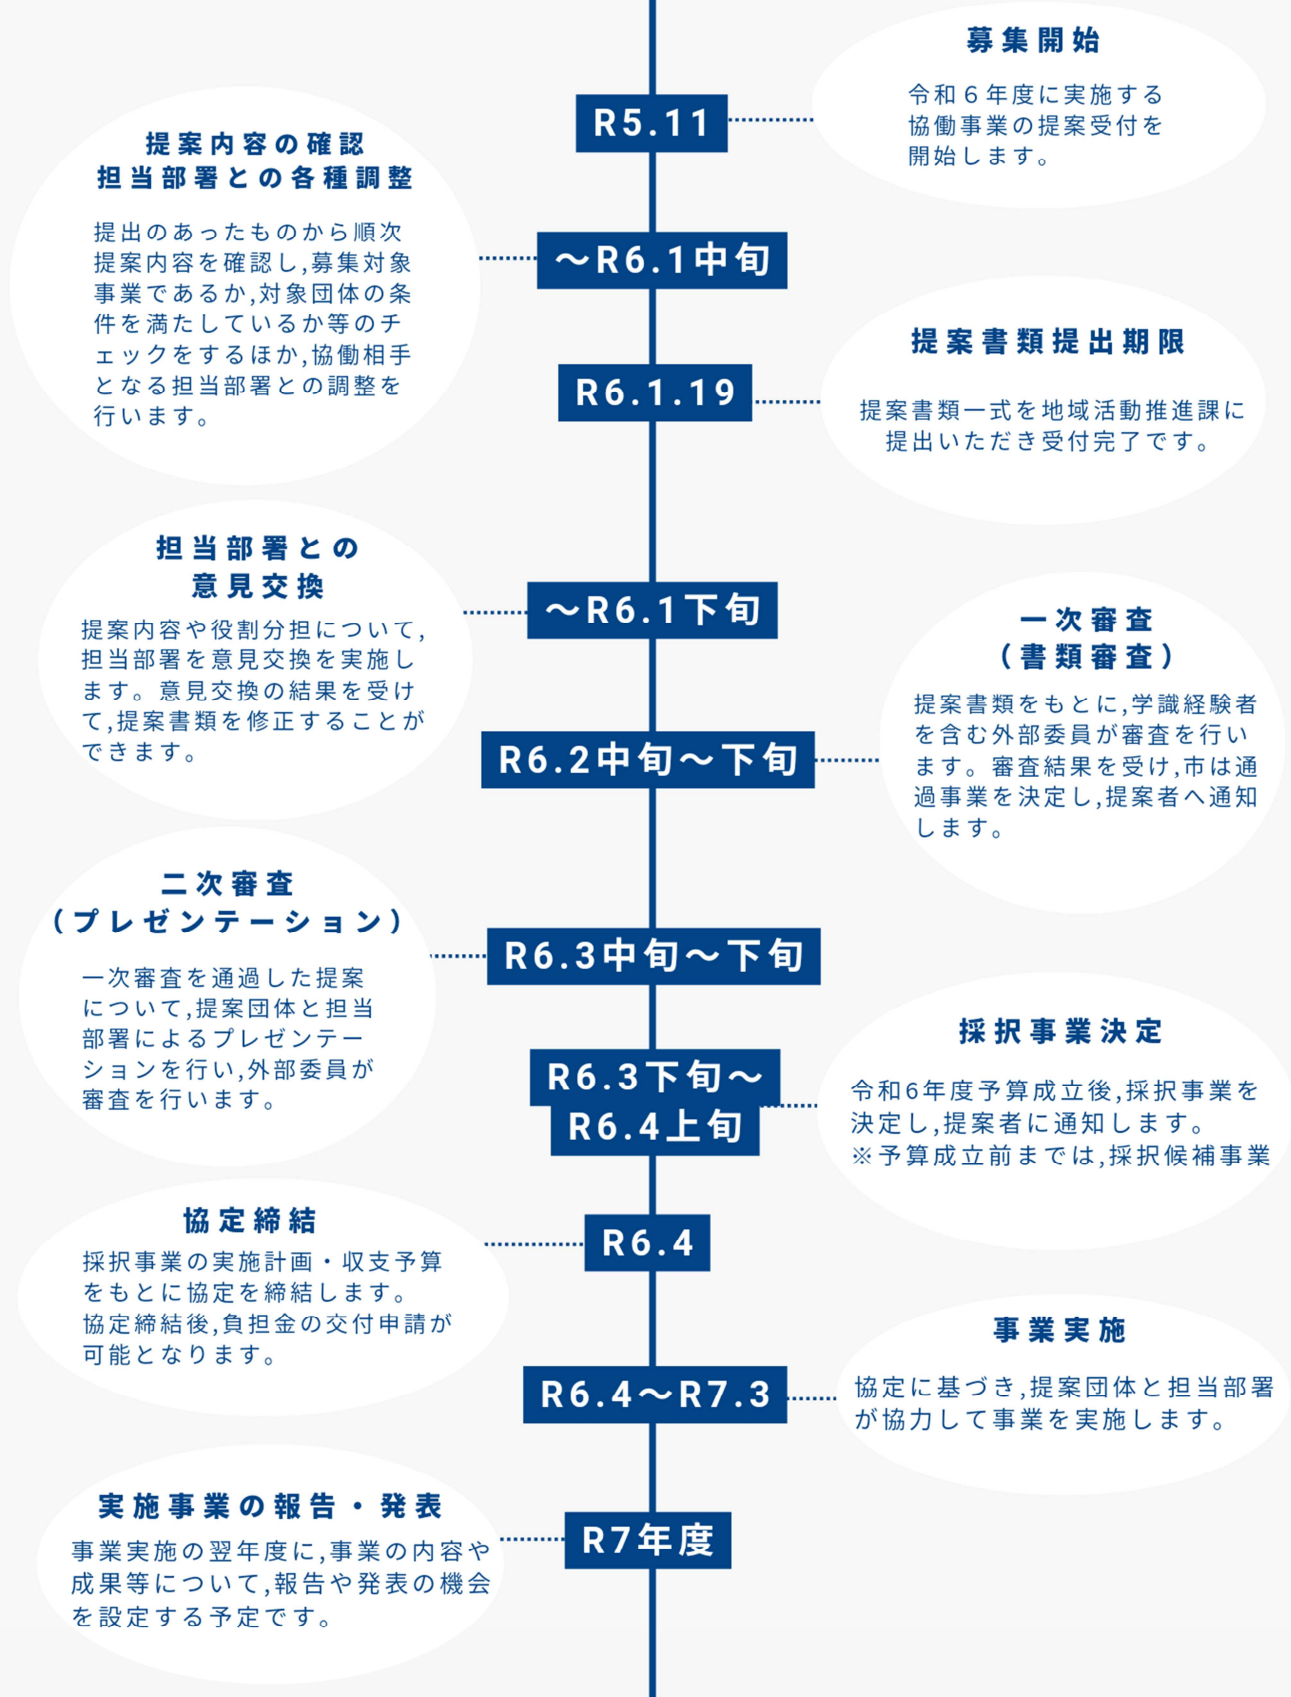 募集開始
R5.11
令和６年度に実施する
協働事業の提案受付を
開始します。
提案内容の確認
担当部署との各種調整
提出のあったものから順次
提案内容を確認し,募集対象
事業であるか,対象団体の条
件を満たしているか等のチ
ェックをするほか,協働相手
となる担当部署との調整を
行います。
～R6.1中旬
提案書類提出期限
R6.1.19
提案書類一式を地域活動推進課に
提出いただき受付完了です。
担当部署との
意見交換
提案内容や役割分担について,
担当部署を意見交換を実施し
ます。意見交換の結果を受け
て,提案書類を修正することが
できます。
～R6.1下旬
一次審査
（書類審査）
提案書類をもとに,学識経験者
を含む外部委員が審査を行い
ます。審査結果を受け,市は通
過事業を決定し,提案者へ通知
します。
R6.2中旬～下旬
二次審査
（プレゼンテーション）
一次審査を通過した提案
について,提案団体と担当
部署によるプレゼンテー
ションを行い,外部委員が
審査を行います。
R6.3中旬～下旬
採択事業決定
R6.3下旬～
R6.4上旬
令和6年度予算成立後,採択事業を
決定し,提案者に通知します。
※予算成立前までは,採択候補事業
協定締結
採択事業の実施計画・収支予算
をもとに協定を締結します。
協定締結後,負担金の交付申請が
可能となります。
R6.4
事業実施
R6.4～R7.3
協定に基づき,提案団体と担当部署
が協力して事業を実施します。
実施事業の報告・発表
事業実施の翌年度に,事業の内容や
成果等について,報告や発表の機会
を設定する予定です。
R7年度